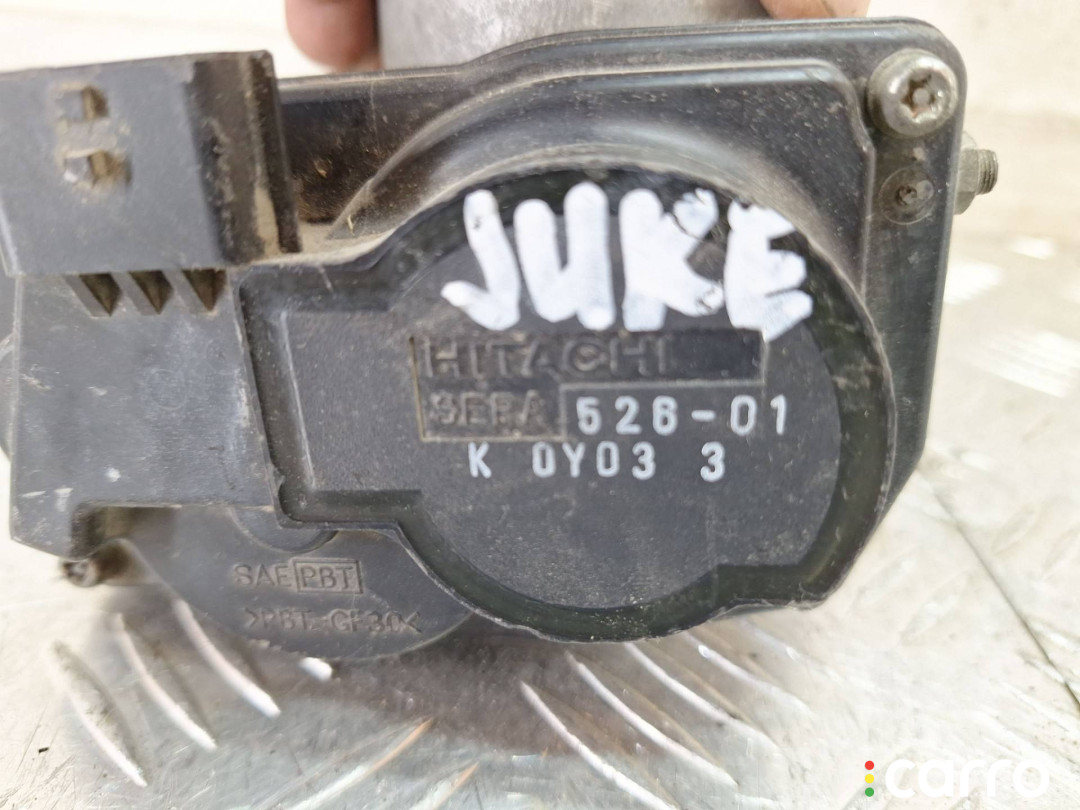 JUKE
HITACHI
SERA 526-01
K 0Y03 3
SAE PBT
>PBT-GF30<
carro